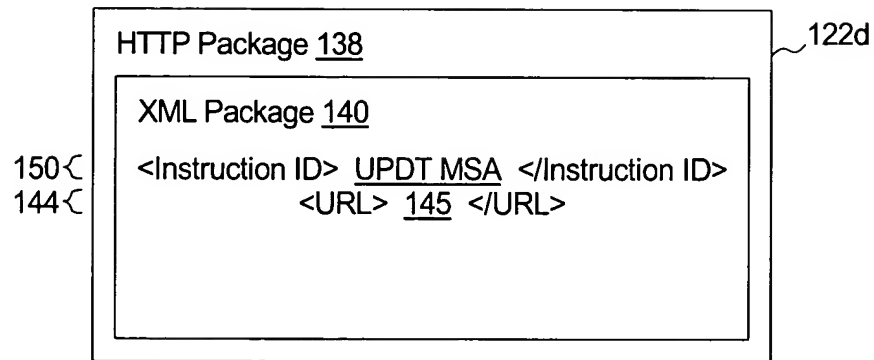 HTTP Package 138
122d
XML Package 140
150 <Instruction ID> UPDT MSA </Instruction ID>
144 <URL> 145 </URL>